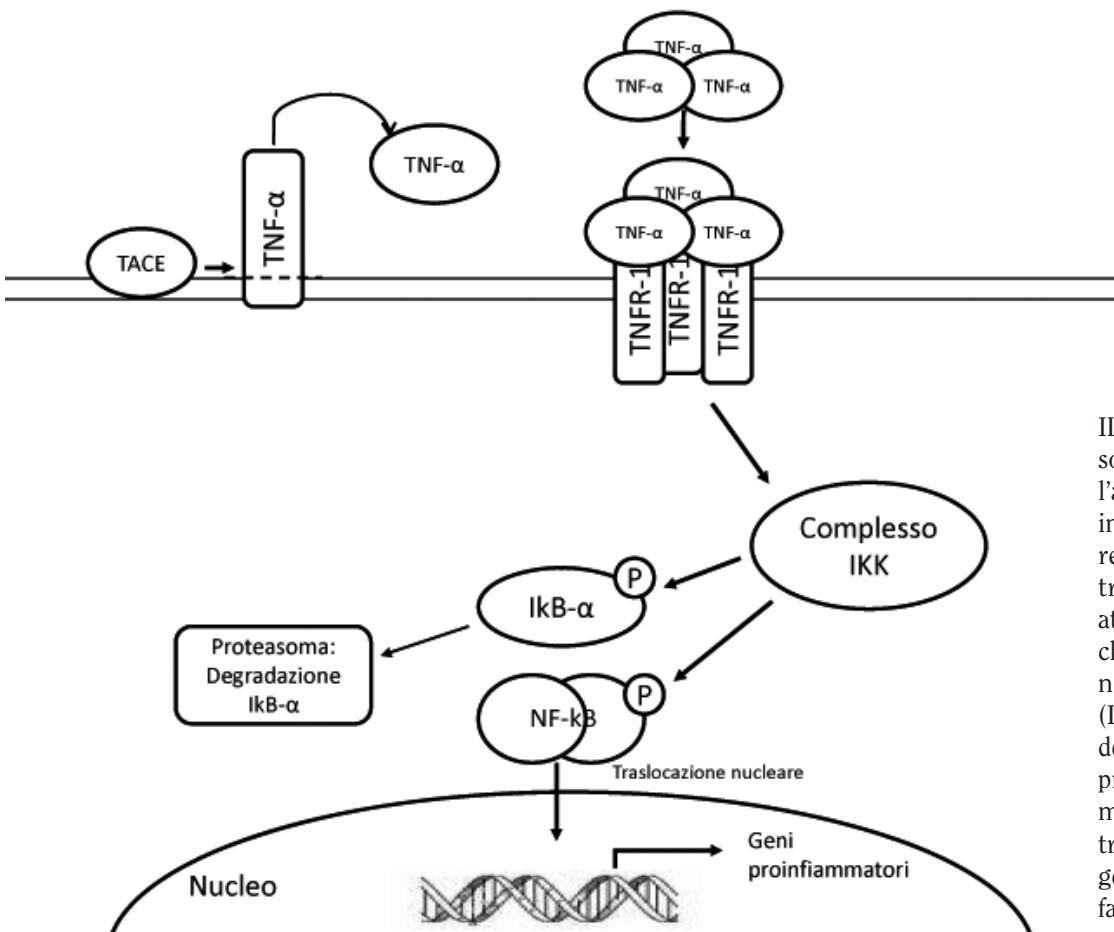 TNF-α
TNF-α
TNF-α
TNF-α
TNF-α
TACE
TNF-α
TNF-α
TNF-α
TNFR-1
TNFR-1
TNFR-1
Complesso
IKK
P
IkB-α
Proteasoma:
Degradazione
IkB-α
P
NF-kB
Traslocazione nucleare
Geni
proinfiammatori
Nucleo